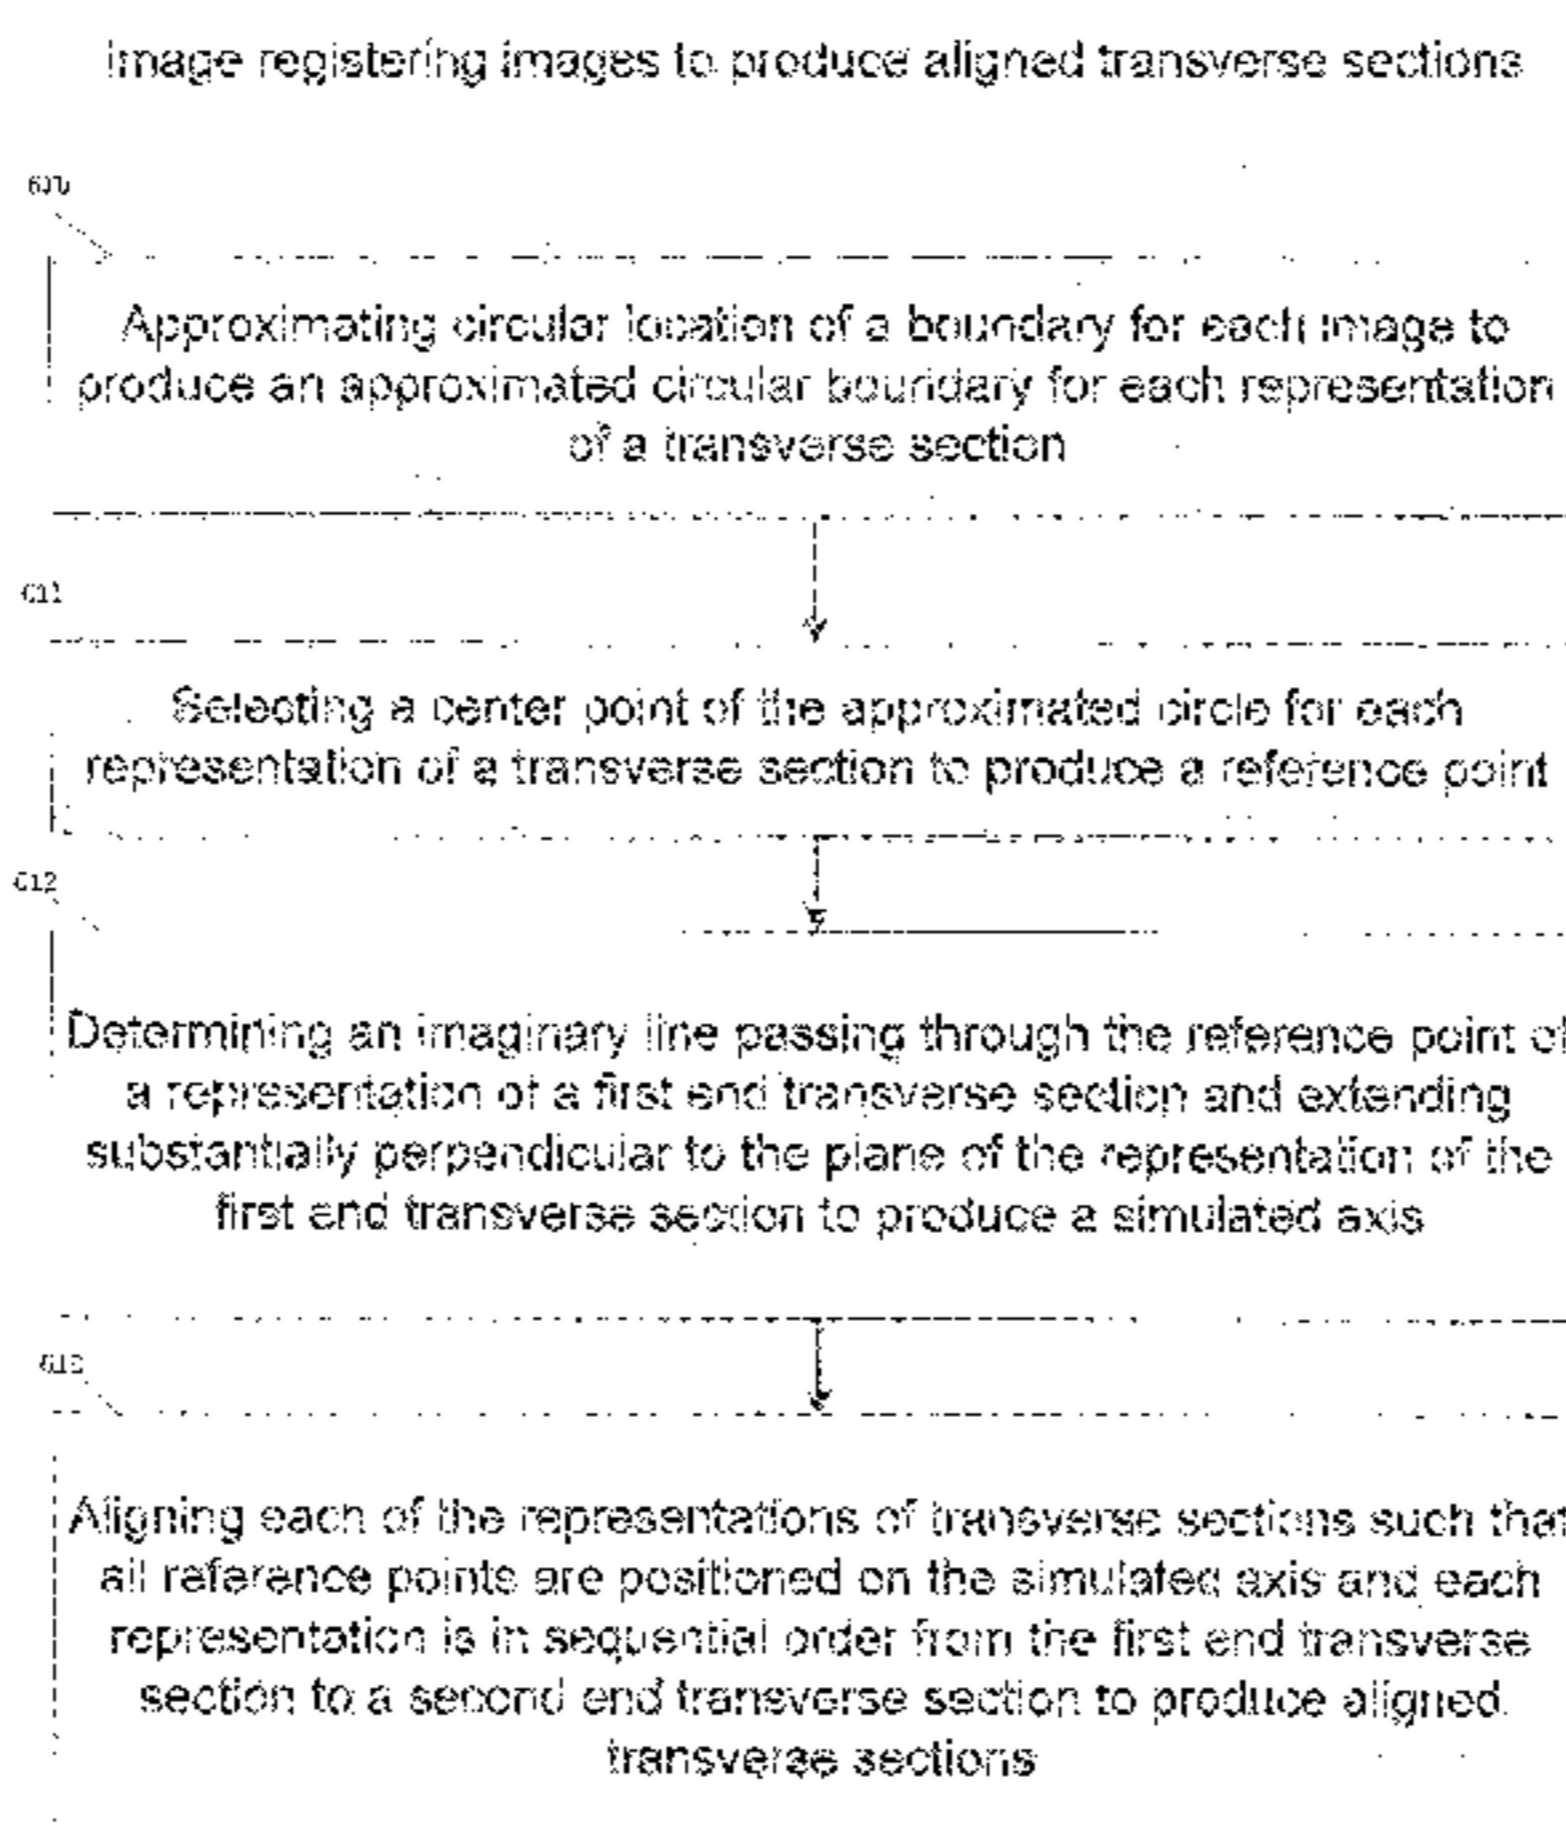 Image registering images to produce aligned transverse sections
Approximating circular location of a boundary for each image to
produce an approximated circular boundary for each representation
of a transverse section
Selecting a center point of the approximated circle for each
representation of a transverse section to produce a reference point
612
Determining an imaginary line passing through the reference point of
a representation of a first end transverse section and extending
substantially perpendicular to the plane of the representation of the
first end transverse section to produce a simulated axis
Aligning each of the representations of transverse sections such that
all reference points are positioned on the simulated axis and each
representation is in sequential order from the first end transverse
section to a second end transverse section to produce aligned
transverse sections